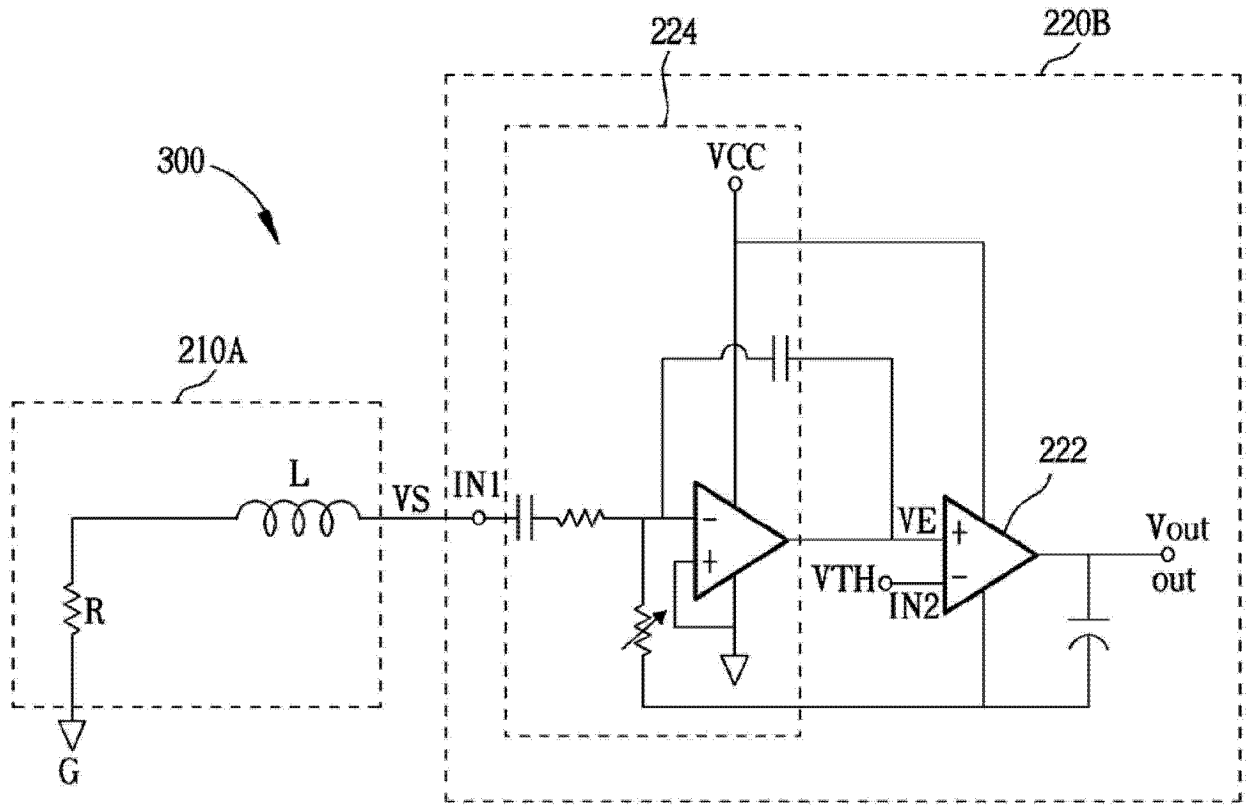 220B
224
VCC
300
210A
L
VS
IN1
222
R
VE
Vout
out
VTH
IN2
-
+
+
-
G